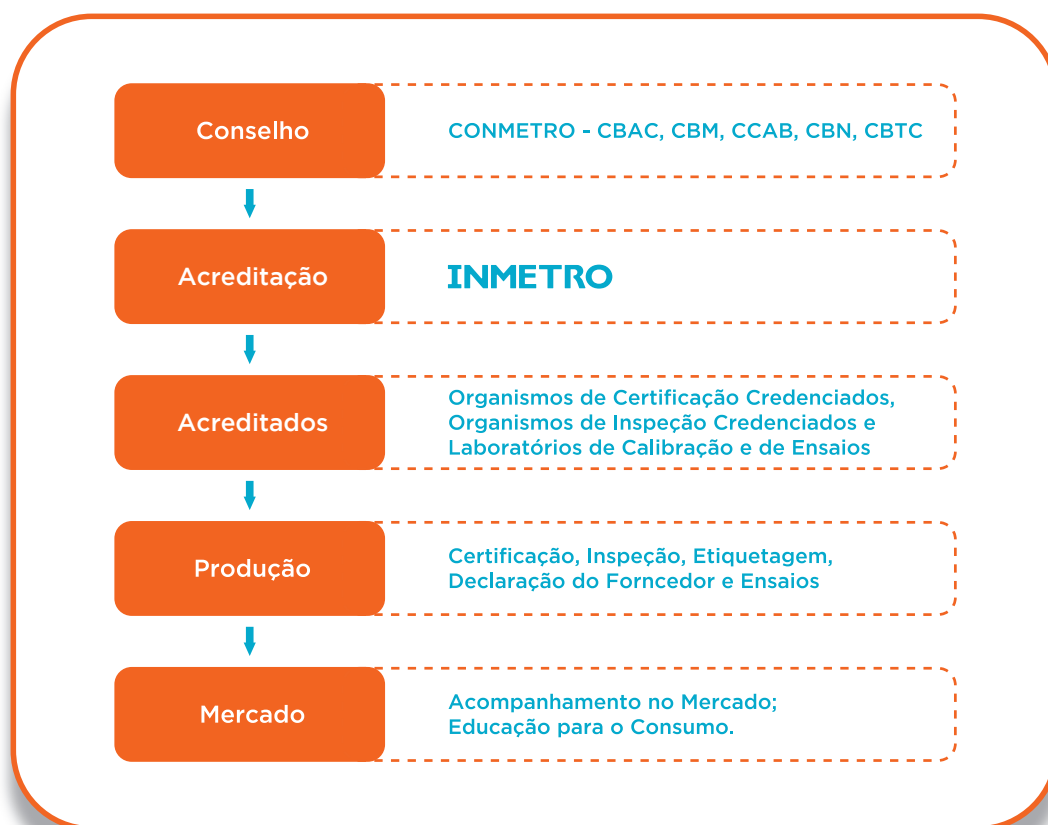 Conselho
CONMETRO - CBAC, CBM, CCAB, CBN, CBTC
Acreditação
INMETRO
Acreditados
Organismos de Certificação Credenciados,
Organismos de Inspeção Credenciados e
Laboratórios de Calibração e de Ensaios
Produção
Certificação, Inspeção, Etiquetagem,
Declaração do Forncedor e Ensaios
Mercado
Acompanhamento no Mercado;
Educação para o Consumo.